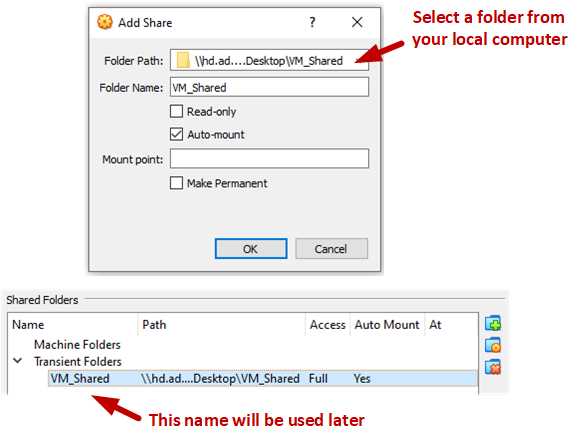 Add Share
?
Select a folder from
your local computer
Folder Path: \\hd.ad....Desktop\VM_Shared
Folder Name: VM_Shared
Read-only
Auto-mount
Mount point:
Make Permanent
OK Cancel
Shared Folders
Name Path Access Auto Mount At
Machine Folders
Transient Folders
VM_Shared \\hd.ad....Desktop\VM_Shared Full Yes
This name will be used later